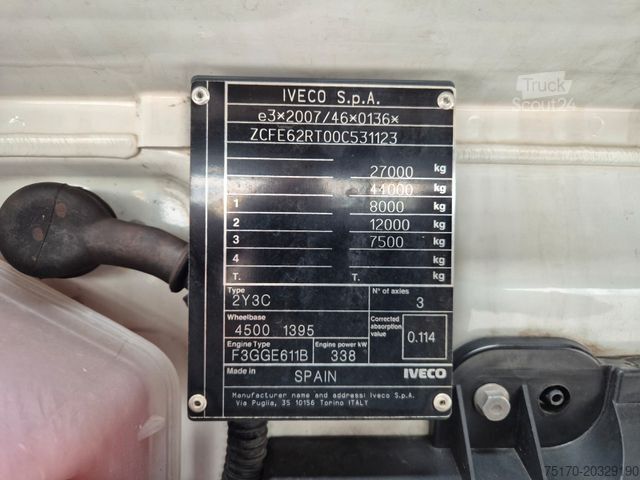 Truck
Scout24
IVECO S.p.A.
e3*2007/46*0136*
ZCFE62RT00C531123
27000 kg
44000 kg
1 8000 kg
2 12000 kg
3 7500 kg
4 kg
T. T. kg
Type N° of axles
2Y3C 3
Wheelbase
4500 1395
Corrected absorption value 0.114
Engine Type Engine power kW
F3GGE611B 338
Made in SPAIN IVECO
Manufacturer name and address: Iveco S.p.A.
Via Puglia, 35 10156 Torino ITALY
75170-20329190